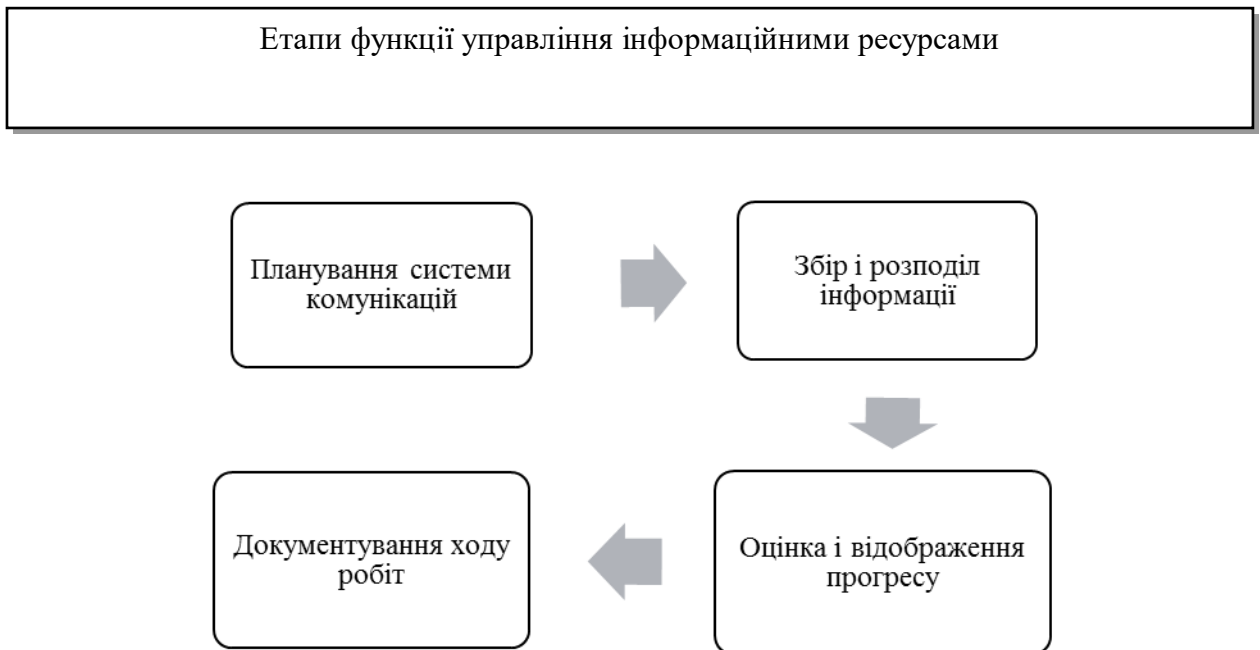 Етапи функції управління інформаційними ресурсами
Планування системи
комунікацій
Збір і розподіл
інформації
Оцінка і відображення
прогресу
Документування ходу
робіт